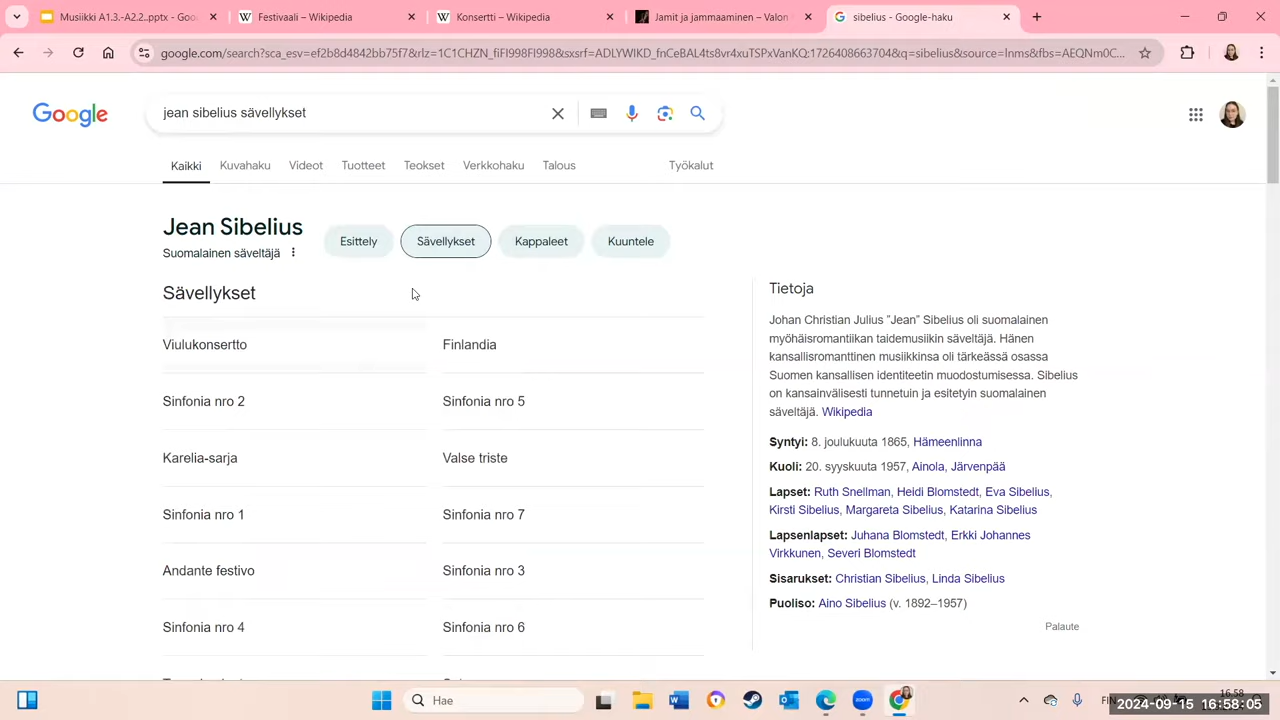 Musiikki A1.3.-A2.2..pptx - Goo
Festivaali – Wikipedia
Konsertti – Wikipedia
Jamit ja jammaaminen – Valon
sibelius - Google-haku
google.com/search?sca_esv=ef2b8d4842bb75f7&rlz=1C1CHZN_fiFI998FI998&sxsrf=ADLYWIKD_fnCeBAL4ts8vr4xuTSPxVanKQ:1726408663704&q=sibelius&source=lnms&fbs=AEQNm0C...
Google
jean sibelius sävellykset
Kaikki Kuvahaku Videot Tuotteet Teokset Verkkohaku Talous Työkalut
Jean Sibelius
Suomalainen säveltäjä
Esittely Sävellykset Kappaleet Kuuntele
Sävellykset
Viulukonsertto Finlandia
Sinfonia nro 2 Sinfonia nro 5
Karelia-sarja Valse triste
Sinfonia nro 1 Sinfonia nro 7
Andante festivo Sinfonia nro 3
Sinfonia nro 4 Sinfonia nro 6
Tietoja
Johan Christian Julius ”Jean” Sibelius oli suomalainen
myöhäisromantiikan taidemusiikin säveltäjä. Hänen
kansallisromanttinen musiikkinsa oli tärkeässä osassa
Suomen kansallisen identiteetin muodostumisessa. Sibelius
on kansainvälisesti tunnetuin ja esitetyin suomalainen
säveltäjä. Wikipedia
Syntyi: 8. joulukuuta 1865, Hämeenlinna
Kuoli: 20. syyskuuta 1957, Ainola, Järvenpää
Lapset: Ruth Snellman, Heidi Blomstedt, Eva Sibelius,
Kirsti Sibelius, Margareta Sibelius, Katarina Sibelius
Lapsenlapset: Juhana Blomstedt, Erkki Johannes
Virkkunen, Severi Blomstedt
Sisarukset: Christian Sibelius, Linda Sibelius
Puoliso: Aino Sibelius (v. 1892–1957)
Palaute
Hae
FIN
16.58
2024-09-15 16:58:05